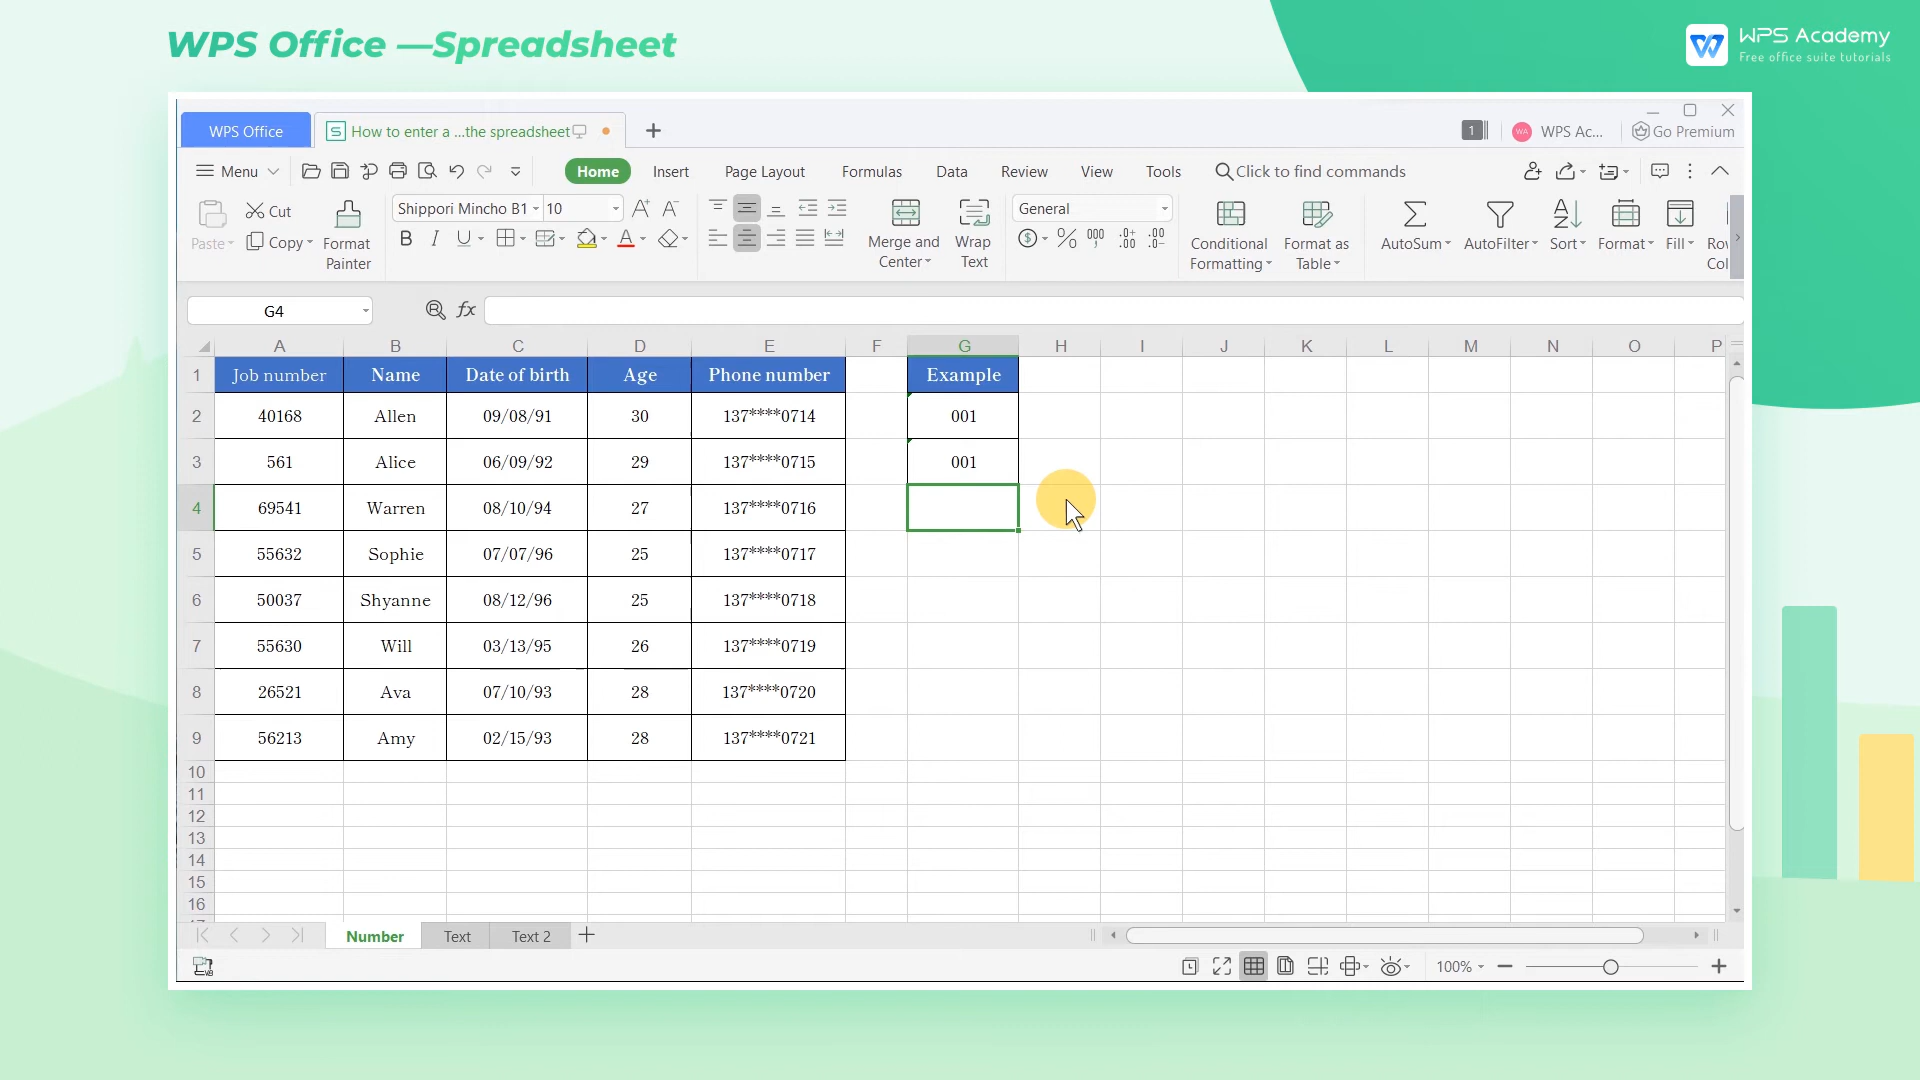 WPS Office —Spreadsheet
WPS Academy
Free office suite tutorials
WPS Office
How to enter a ...the spreadsheet
1
WA
WPS Ac...
Go Premium
Menu
Home
Insert
Page Layout
Formulas
Data
Review
View
Tools
Click to find commands
Paste
Cut
Copy
Format
Painter
Shippori Mincho B1
10
Merge and
Center
Wrap
Text
General
Conditional
Formatting
Format as
Table
AutoSum
AutoFilter
Sort
Format
Fill
G4
fx
A B C D E F G H I J K L M N O P
1 Job number Name Date of birth Age Phone number Example
2 40168 Allen 09/08/91 30 137****0714 001
3 561 Alice 06/09/92 29 137****0715 001
4 69541 Warren 08/10/94 27 137****0716
5 55632 Sophie 07/07/96 25 137****0717
6 50037 Shyanne 08/12/96 25 137****0718
7 55630 Will 03/13/95 26 137****0719
8 26521 Ava 07/10/93 28 137****0720
9 56213 Amy 02/15/93 28 137****0721
10
11
12
13
14
15
16
Number
Text
Text 2
100%